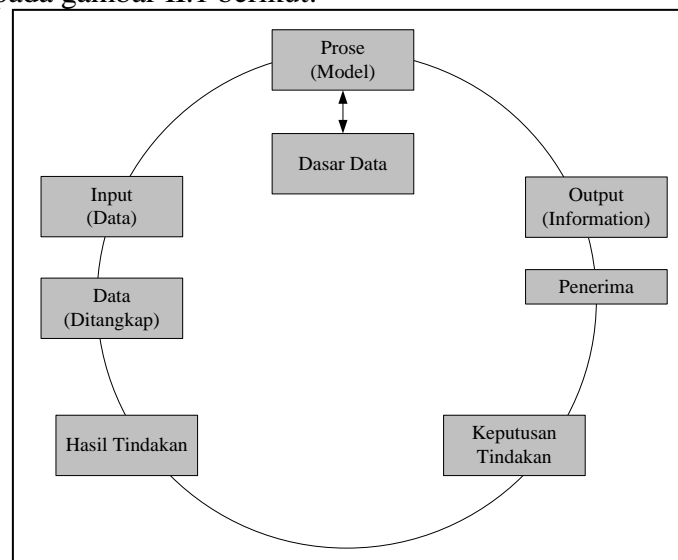 pada gambar II.1 berikut:
Prose
(Model)
Dasar Data
Input
(Data)
Output
(Information)
Data
(Ditangkap)
Penerima
Hasil Tindakan
Keputusan
Tindakan